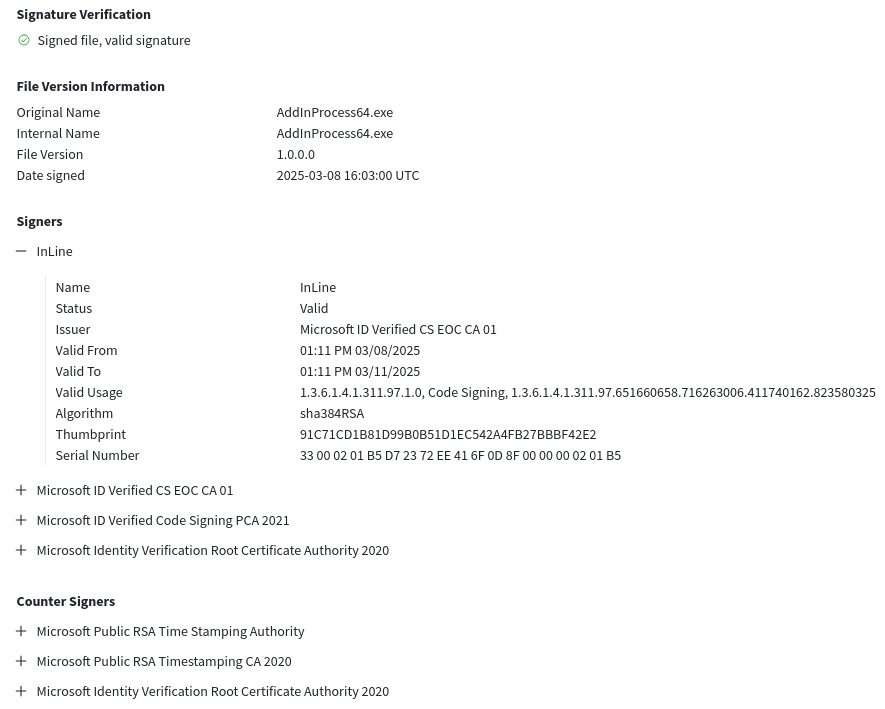 Signature Verification
Signed file, valid signature
File Version Information
Original Name AddInProcess64.exe
Internal Name AddInProcess64.exe
File Version 1.0.0.0
Date signed 2025-03-08 16:03:00 UTC
Signers
InLine
Name InLine
Status Valid
Issuer Microsoft ID Verified CS EOC CA 01
Valid From 01:11 PM 03/08/2025
Valid To 01:11 PM 03/11/2025
Valid Usage 1.3.6.1.4.1.311.97.1.0, Code Signing, 1.3.6.1.4.1.311.97.651660658.716263006.411740162.823580325
Algorithm sha384RSA
Thumbprint 91C71CD1B81D99B0B51D1EC542A4FB27BBBF42E2
Serial Number 33 00 02 01 B5 D7 23 72 EE 41 6F 0D 8F 00 00 00 02 01 B5
Microsoft ID Verified CS EOC CA 01
Microsoft ID Verified Code Signing PCA 2021
Microsoft Identity Verification Root Certificate Authority 2020
Counter Signers
Microsoft Public RSA Time Stamping Authority
Microsoft Public RSA Timestamping CA 2020
Microsoft Identity Verification Root Certificate Authority 2020